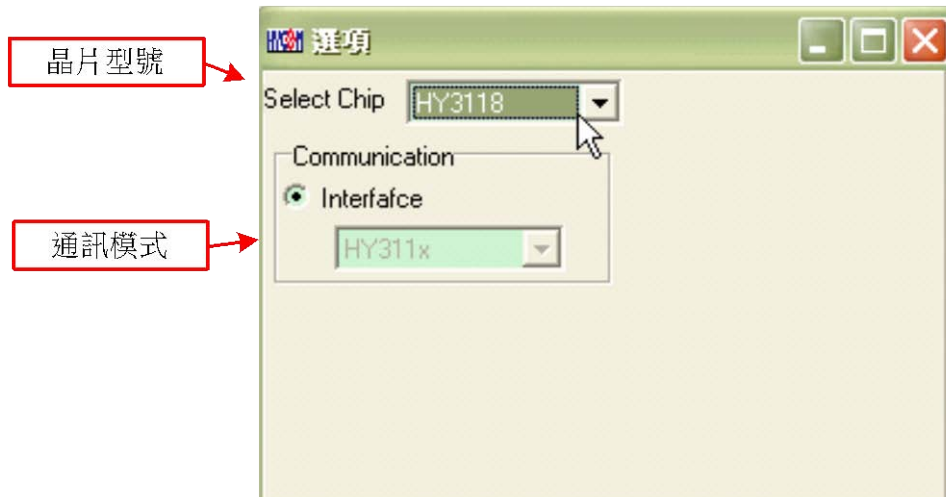 選項
晶片型號
Select Chip HY3118
Communication
Interfafce
通訊模式
HY311x